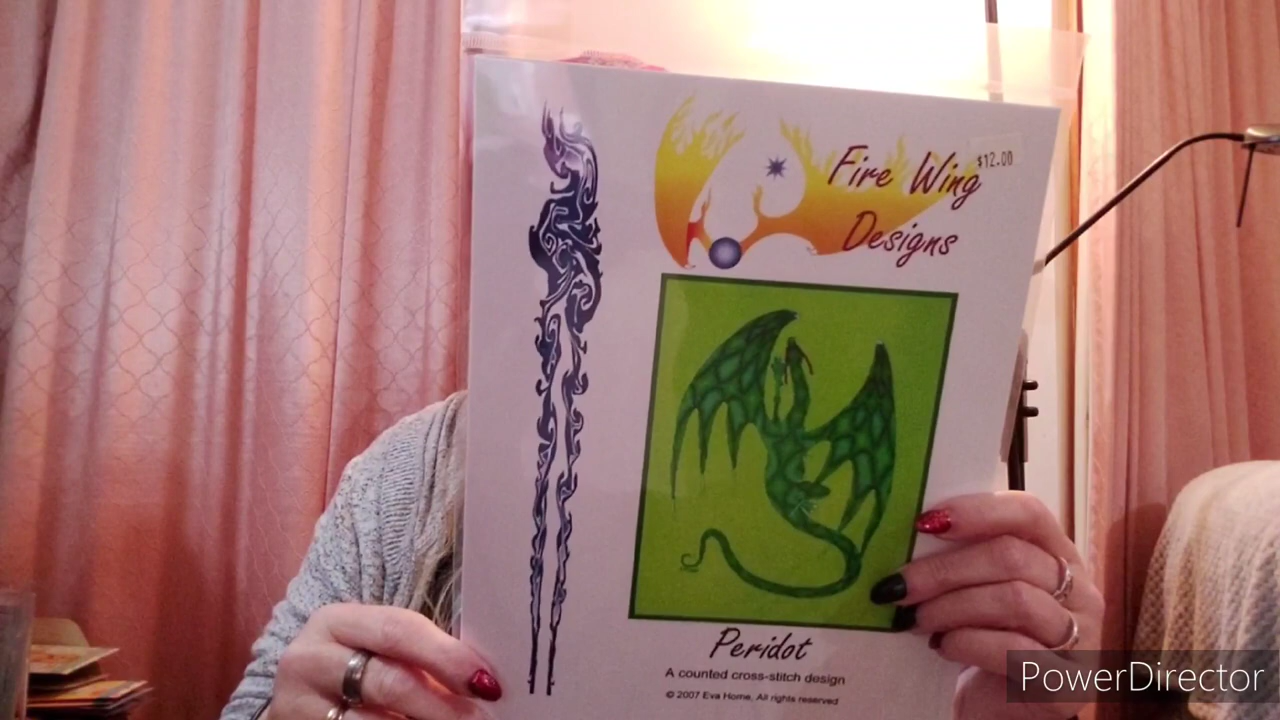 Fire Wing
$12.00
Designs
Peridot
A counted cross-stitch design
© 2007 Eva Horne. All rights reserved
PowerDirector